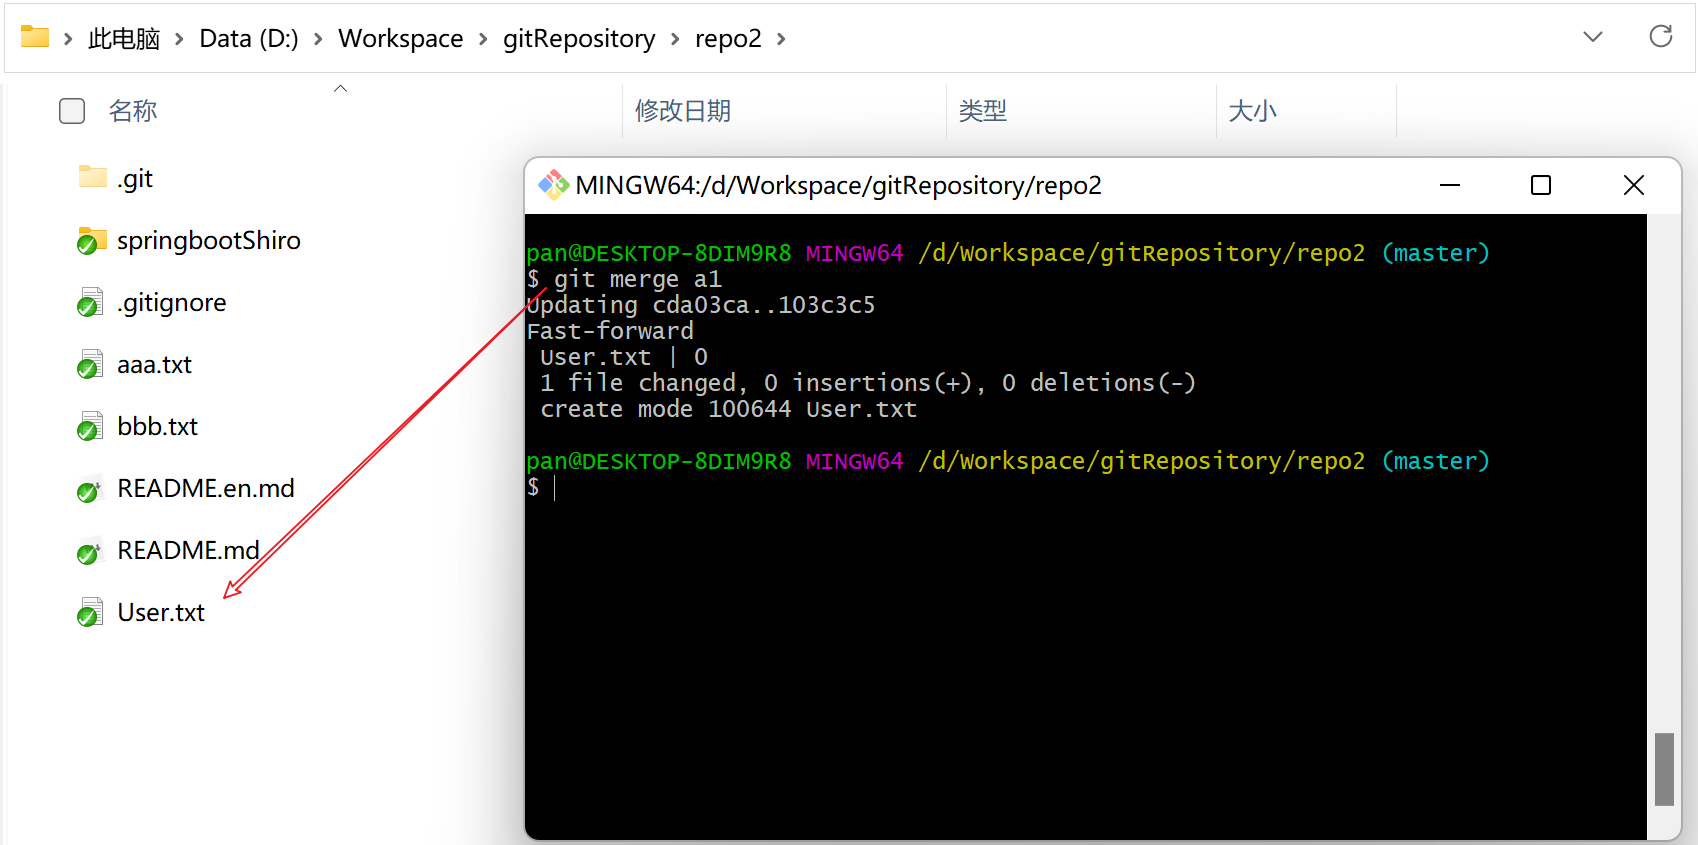 此电脑 > Data (D:) > Workspace > gitRepository > repo2 >
名称 修改日期 类型 大小
.git
springbootShiro
.gitignore
aaa.txt
bbb.txt
README.en.md
README.md
User.txt
MINGW64:/d/Workspace/gitRepository/repo2
pan@DESKTOP-8DIM9R8 MINGW64 /d/Workspace/gitRepository/repo2 (master)
$ git merge a1
Updating cda03ca..103c3c5
Fast-forward
User.txt | 0
1 file changed, 0 insertions(+), 0 deletions(-)
create mode 100644 User.txt
pan@DESKTOP-8DIM9R8 MINGW64 /d/Workspace/gitRepository/repo2 (master)
$